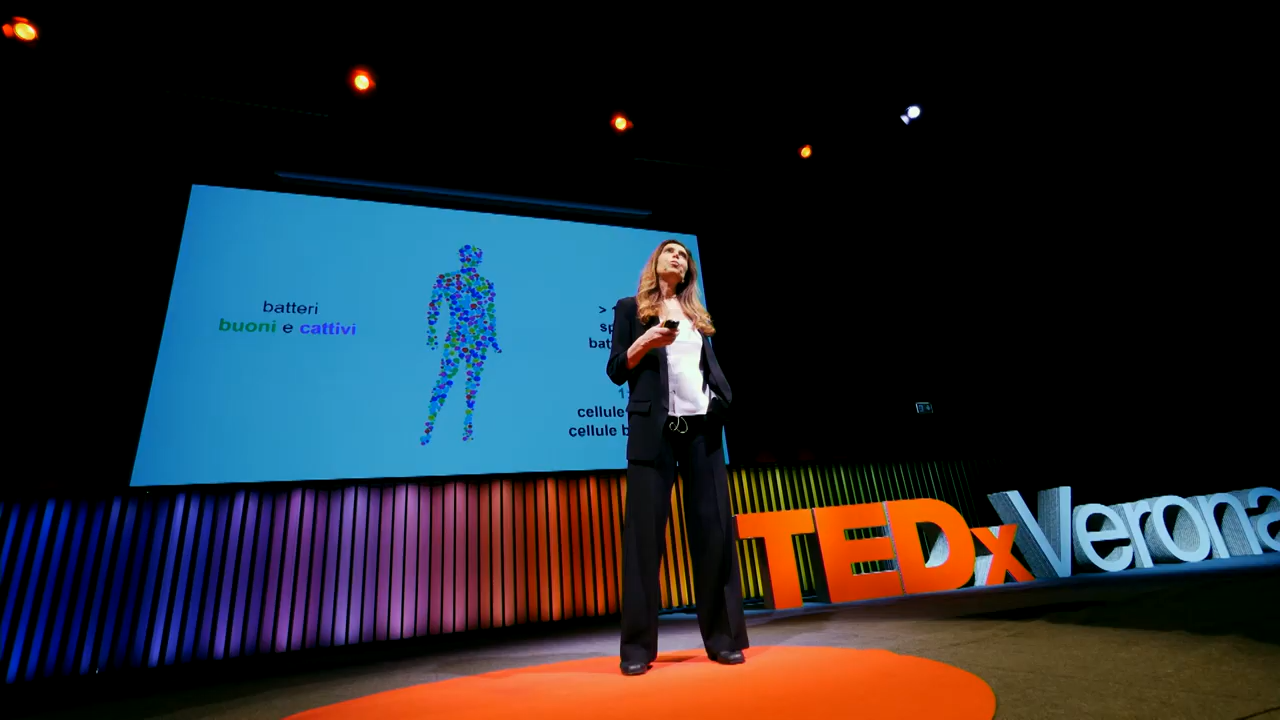 batteri
buoni e cattivi
cellule
cellule
TEDxVerona